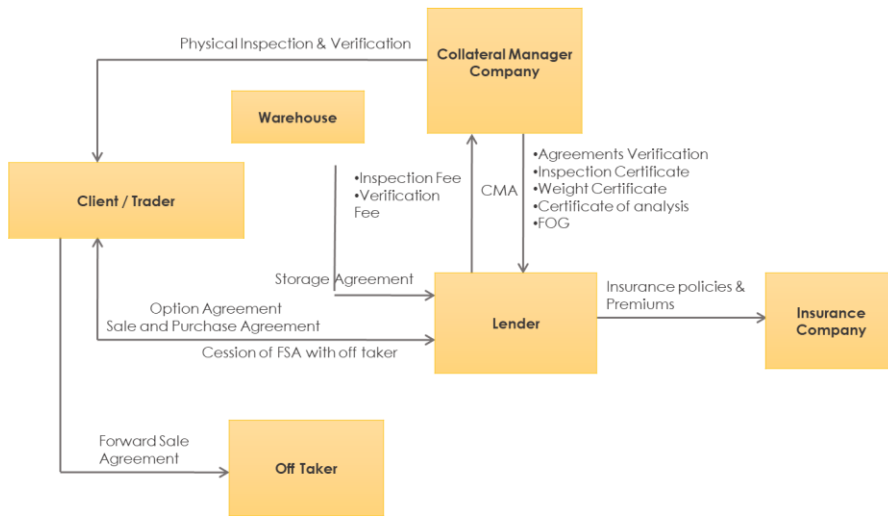 Physical Inspection & Verification
Collateral Manager
Company
Warehouse
•Inspection Fee
•Verification
Fee
CMA
•Agreements Verification
•Inspection Certificate
•Weight Certificate
•Certificate of analysis
•FOG
Client / Trader
Storage Agreement
Option Agreement
Sale and Purchase Agreement
Cession of FSA with off taker
Lender
Insurance policies &
Premiums
Insurance
Company
Forward Sale
Agreement
Off Taker